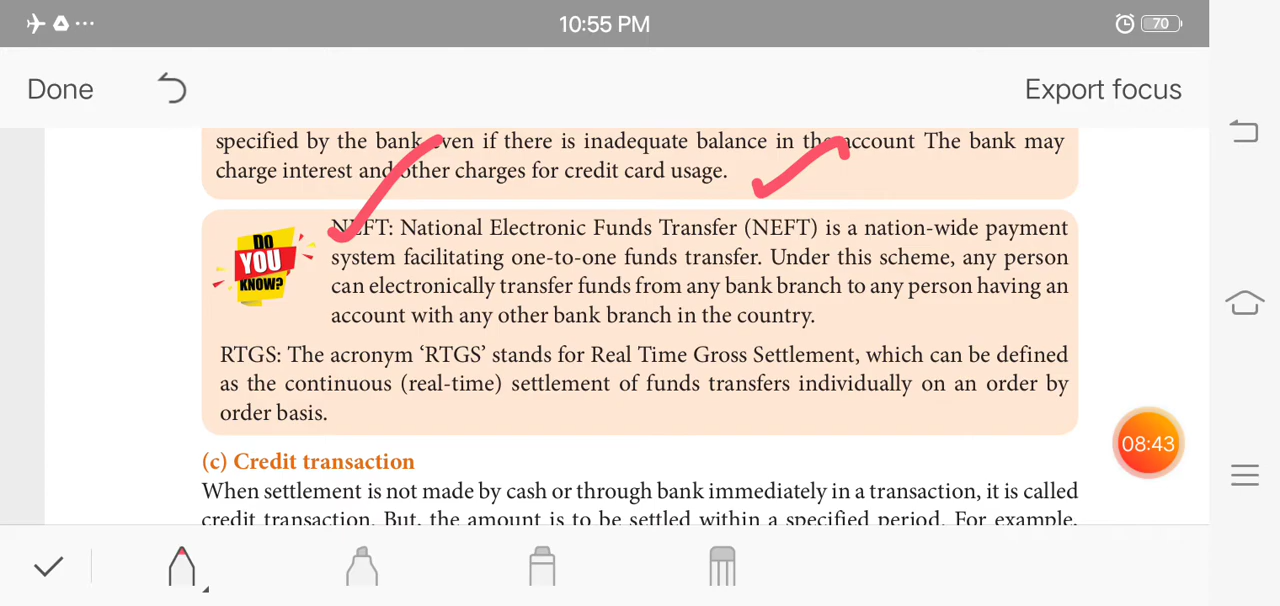 10:55 PM
70
Done
Export focus
specified by the bank even if there is inadequate balance in the account The bank may
charge interest and other charges for credit card usage.
DO
YOU
KNOW?
NEFT: National Electronic Funds Transfer (NEFT) is a nation-wide payment
system facilitating one-to-one funds transfer. Under this scheme, any person
can electronically transfer funds from any bank branch to any person having an
account with any other bank branch in the country.
RTGS: The acronym ‘RTGS’ stands for Real Time Gross Settlement, which can be defined
as the continuous (real-time) settlement of funds transfers individually on an order by
order basis.
08:43
(c) Credit transaction
When settlement is not made by cash or through bank immediately in a transaction, it is called
credit transaction. But, the amount is to be settled within a specified period. For example,